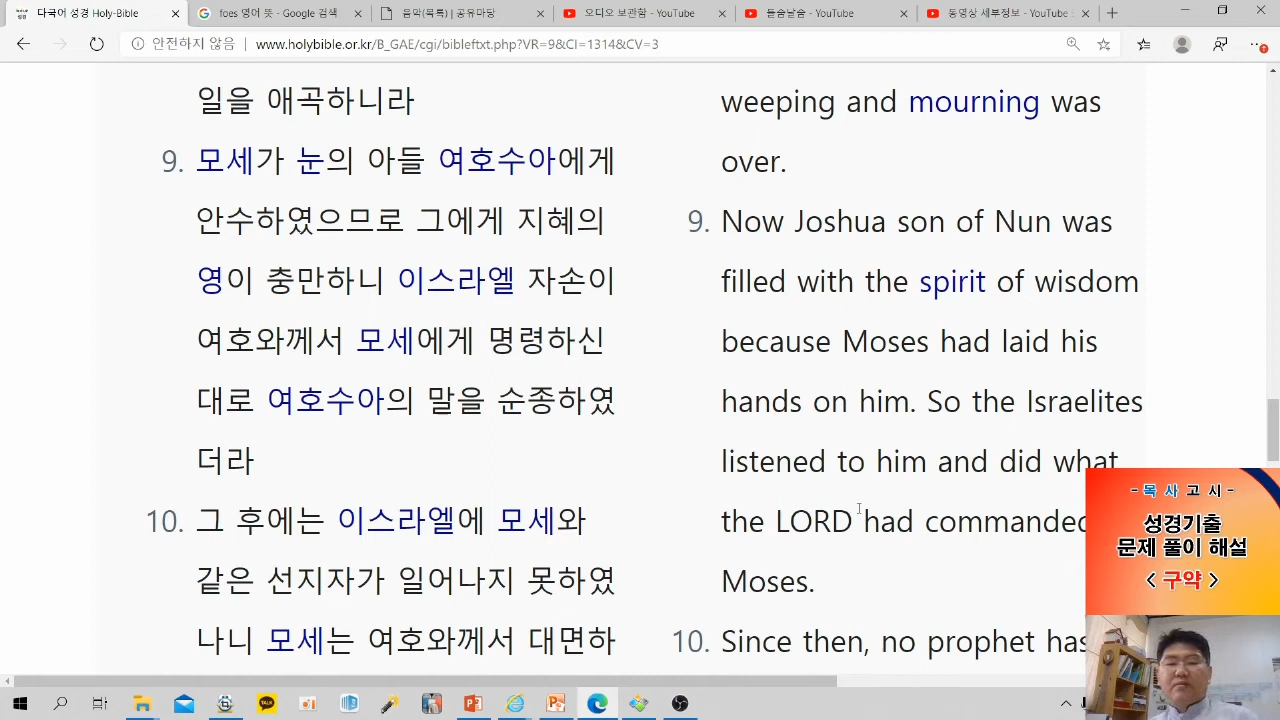 다국어 성경 Holy-Bible
foes 영어 뜻 - Google 검색
음악(목록) | 공유마당
오디오 보관함 - YouTube
들숨날숨 - YouTube
동영상 세부정보 - YouTube
안전하지 않음
www.holybible.or.kr/B_GAE/cgi/bibleftxt.php?VR=9&CI=1314&CV=3
일을 애곡하니라
9. 모세가 눈의 아들 여호수아에게
안수하였으므로 그에게 지혜의
영이 충만하니 이스라엘 자손이
여호와께서 모세에게 명령하신
대로 여호수아의 말을 순종하였
더라
10. 그 후에는 이스라엘에 모세와
같은 선지자가 일어나지 못하였
나니 모세는 여호와께서 대면하
weeping and mourning was
over.
9. Now Joshua son of Nun was
filled with the spirit of wisdom
because Moses had laid his
hands on him. So the Israelites
listened to him and did what
the LORD had commanded
Moses.
10. Since then, no prophet has
- 목 사 고 시 -
성경기출
문제 풀이 해설
< 구약 >
TALK